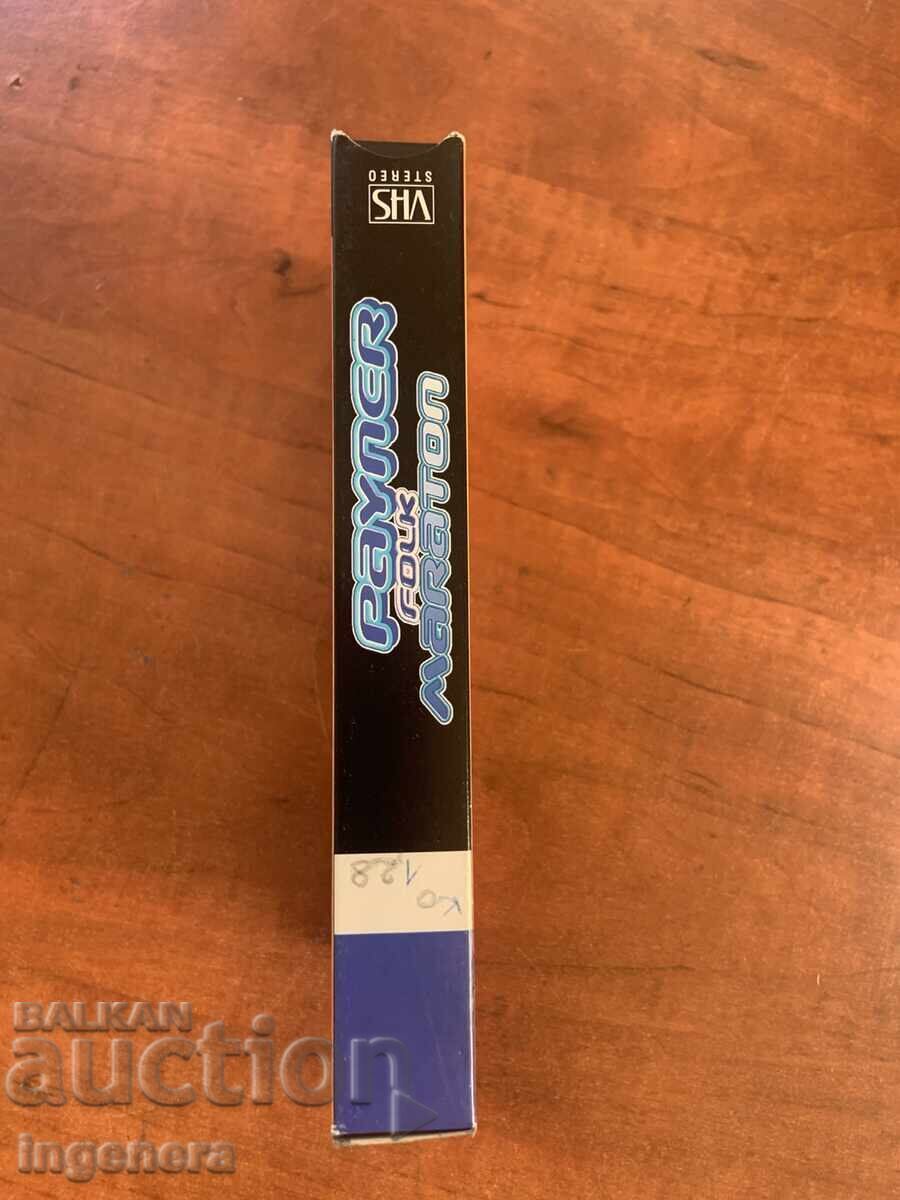 VHS
STEREO
PAYNER
FOLK
MARATON
KO
128
BALKAN
auction
ingenera